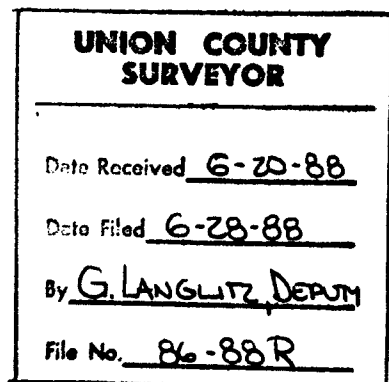 UNION COUNTY
SURVEYOR
Date Received 6-20-88
Date Filed 6-28-88
By G. LANGLITZ, DEPUTY
File No. 86-88R